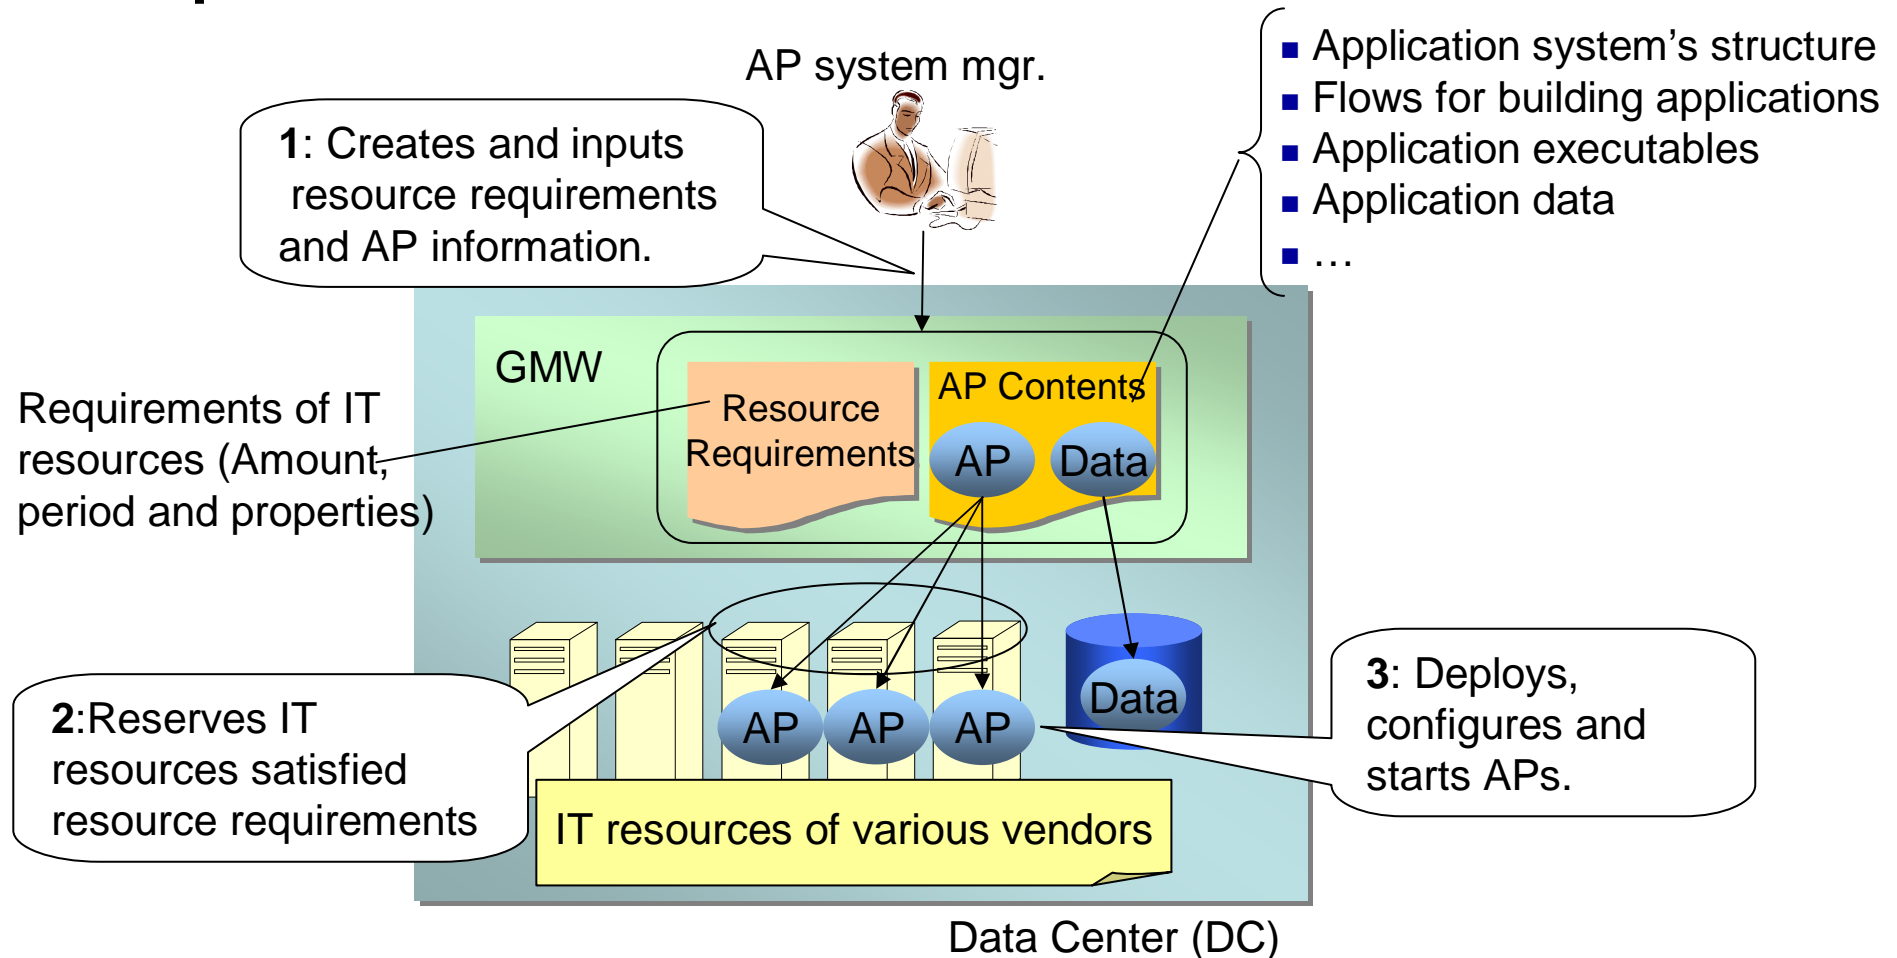 AP system mgr.
1: Creates and inputs
resource requirements
and AP information.
■ Application system’s structure
■ Flows for building applications
■ Application executables
■ Application data
■ …
GMW
Resource
Requirements
AP Contents
AP
Data
Requirements of IT
resources (Amount,
period and properties)
2:Reserves IT
resources satisfied
resource requirements
AP
AP
AP
Data
3: Deploys,
configures and
starts APs.
IT resources of various vendors
Data Center (DC)